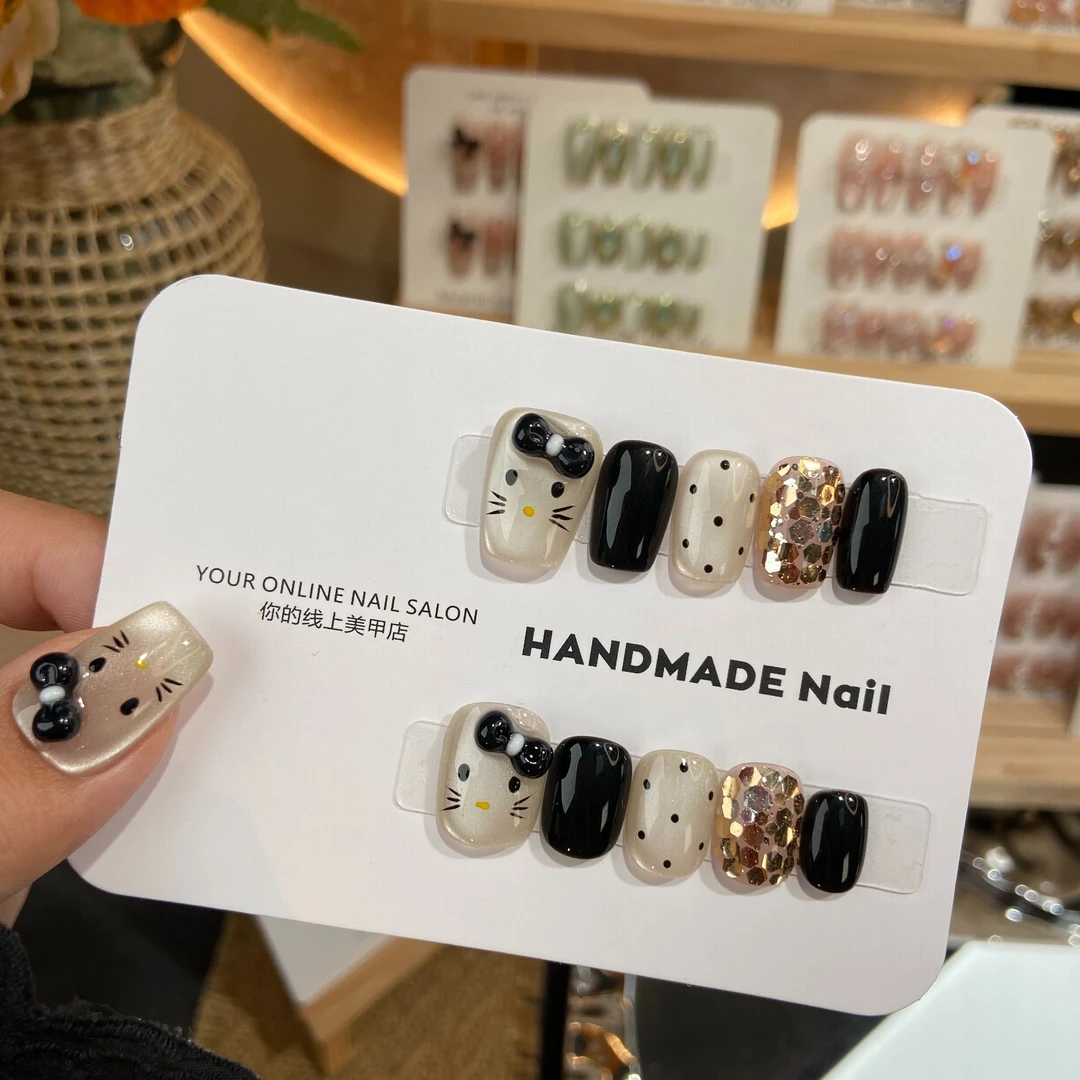 YOUR ONLINE NAIL SALON
你的线上美甲店
HANDMADE Nail